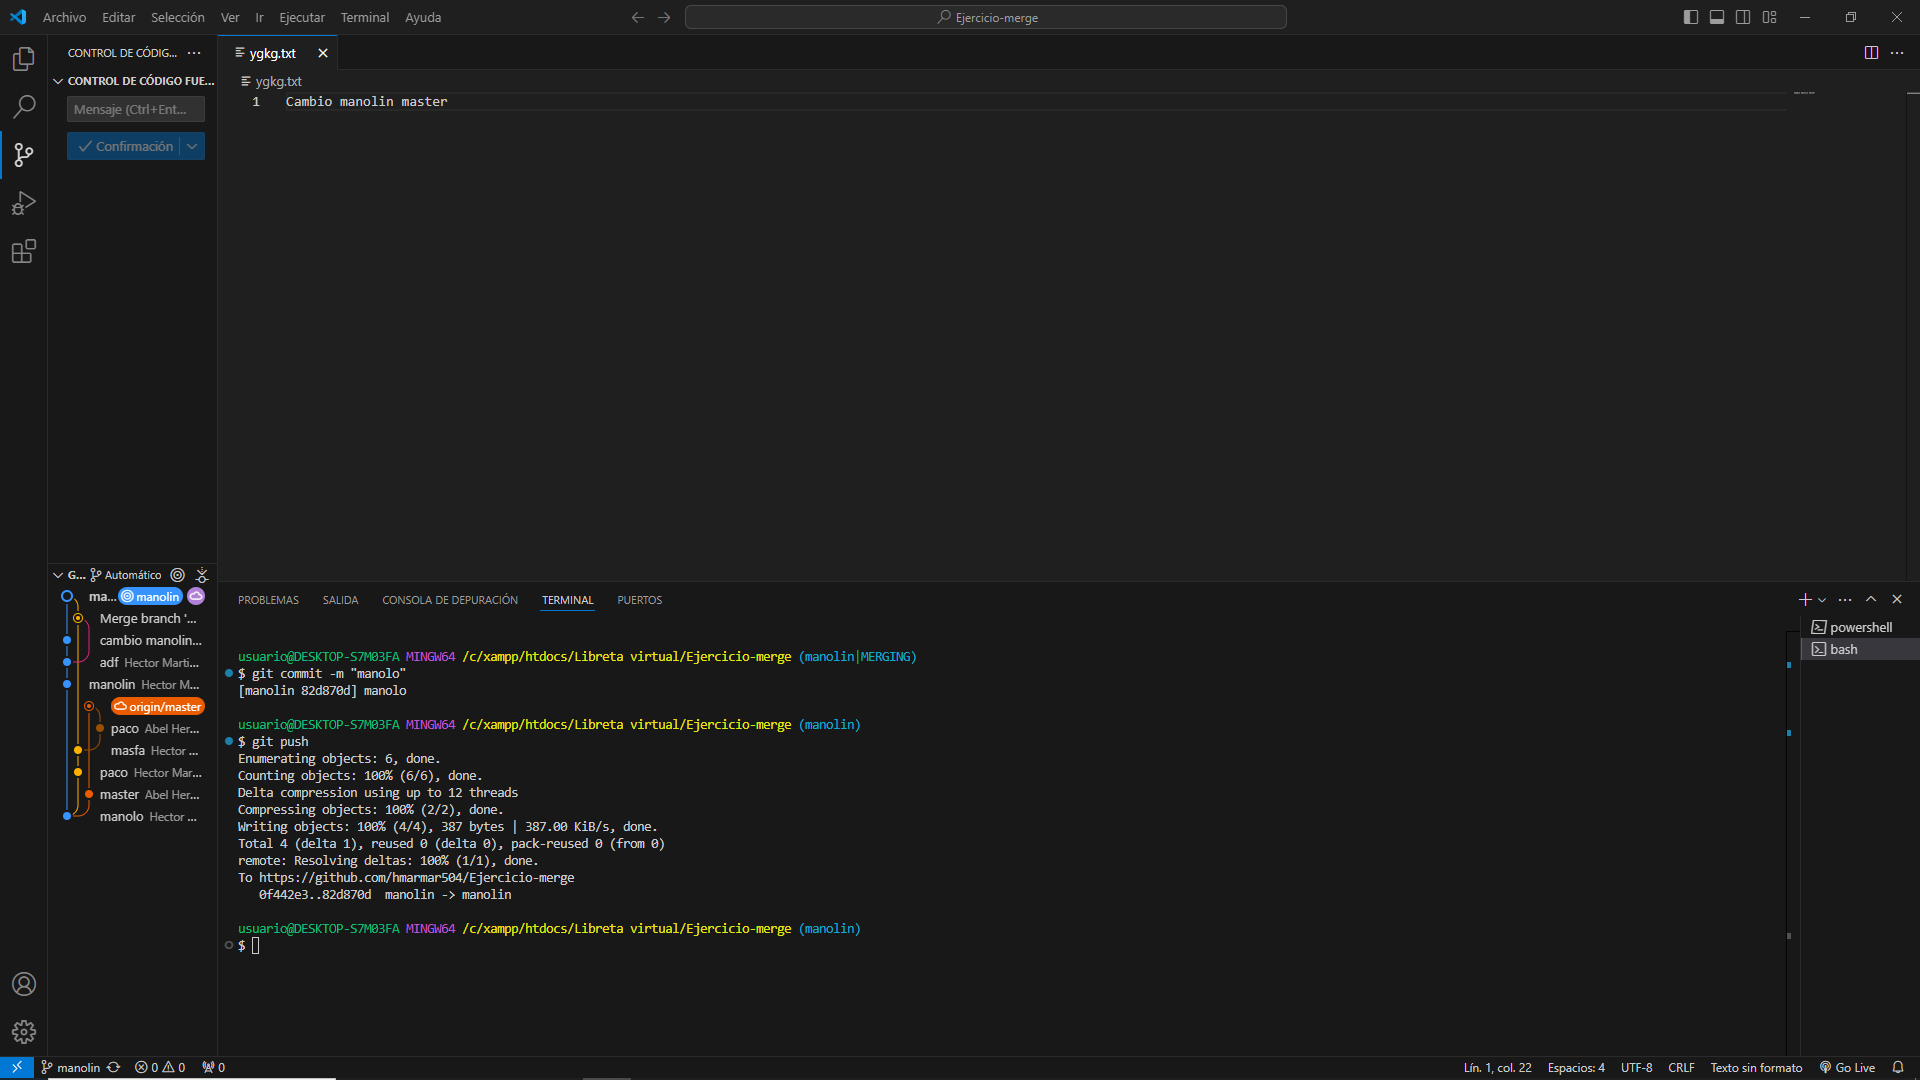 Archivo Editar Selección Ver Ir Ejecutar Terminal Ayuda
Ejercicio-merge
CONTROL DE CÓDIG...
CONTROL DE CÓDIGO FUE...
Mensaje (Ctrl+Ent...
Confirmación
ygkg.txt
ygkg.txt
1 Cambio manolin master
G... Automático
ma... manolin
Merge branch '...
cambio manolin...
adf Hector Marti...
manolin Hector M...
origin/master
paco Abel Her...
masfa Hector ...
paco Hector Mar...
master Abel Her...
manolo Hector ...
PROBLEMAS SALIDA CONSOLA DE DEPURACIÓN TERMINAL PUERTOS
powershell
bash
usuario@DESKTOP-S7M03FA MINGW64 /c/xampp/htdocs/Libreta virtual/Ejercicio-merge (manolin|MERGING)
$ git commit -m "manolo"
[manolin 82d870d] manolo
usuario@DESKTOP-S7M03FA MINGW64 /c/xampp/htdocs/Libreta virtual/Ejercicio-merge (manolin)
$ git push
Enumerating objects: 6, done.
Counting objects: 100% (6/6), done.
Delta compression using up to 12 threads
Compressing objects: 100% (2/2), done.
Writing objects: 100% (4/4), 387 bytes | 387.00 KiB/s, done.
Total 4 (delta 1), reused 0 (delta 0), pack-reused 0 (from 0)
remote: Resolving deltas: 100% (1/1), done.
To https://github.com/hmarmar504/Ejercicio-merge
0f442e3..82d870d manolin -> manolin
usuario@DESKTOP-S7M03FA MINGW64 /c/xampp/htdocs/Libreta virtual/Ejercicio-merge (manolin)
$
manolin 0 0 0
Lín. 1, col. 22 Espacios: 4 UTF-8 CRLF Texto sin formato Go Live